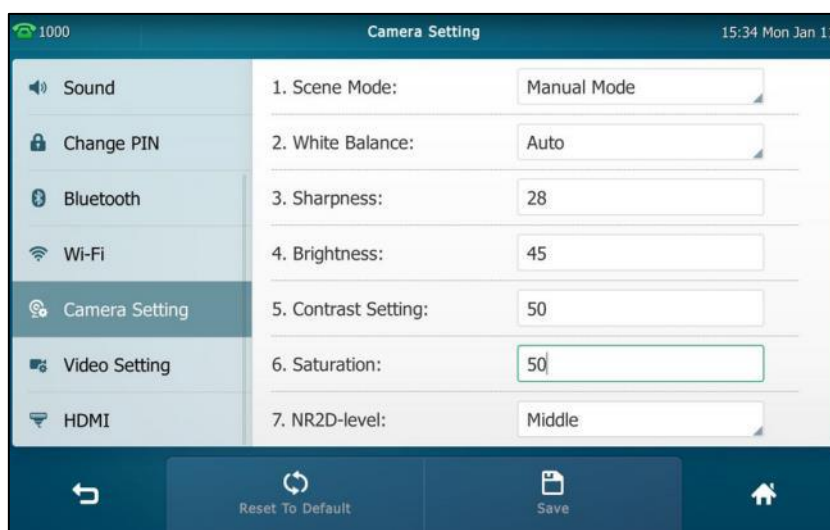 1000 Camera Setting 15:34 Mon Jan 1
Sound
Change PIN
Bluetooth
Wi-Fi
Camera Setting
Video Setting
HDMI
1. Scene Mode: Manual Mode
2. White Balance: Auto
3. Sharpness: 28
4. Brightness: 45
5. Contrast Setting: 50
6. Saturation: 50
7. NR2D-level: Middle
Reset To Default
Save